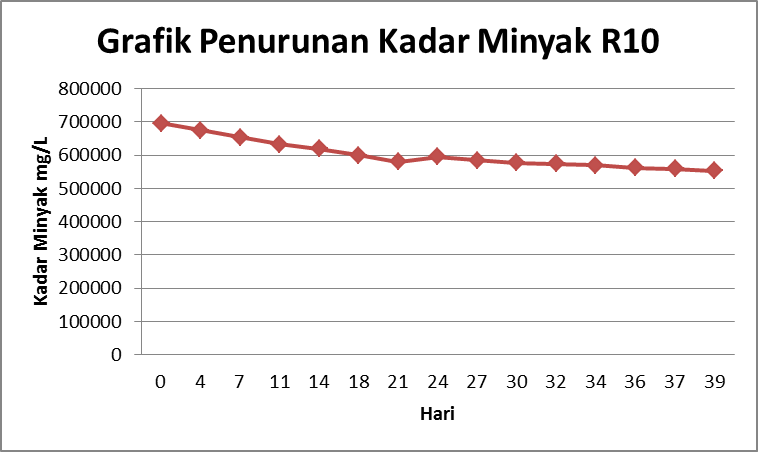 Grafik Penurunan Kadar Minyak R10
800000
700000
600000
500000
400000
300000
200000
100000
0
Kadar Minyak mg/L
0 4 7 11 14 18 21 24 27 30 32 34 36 37 39
Hari